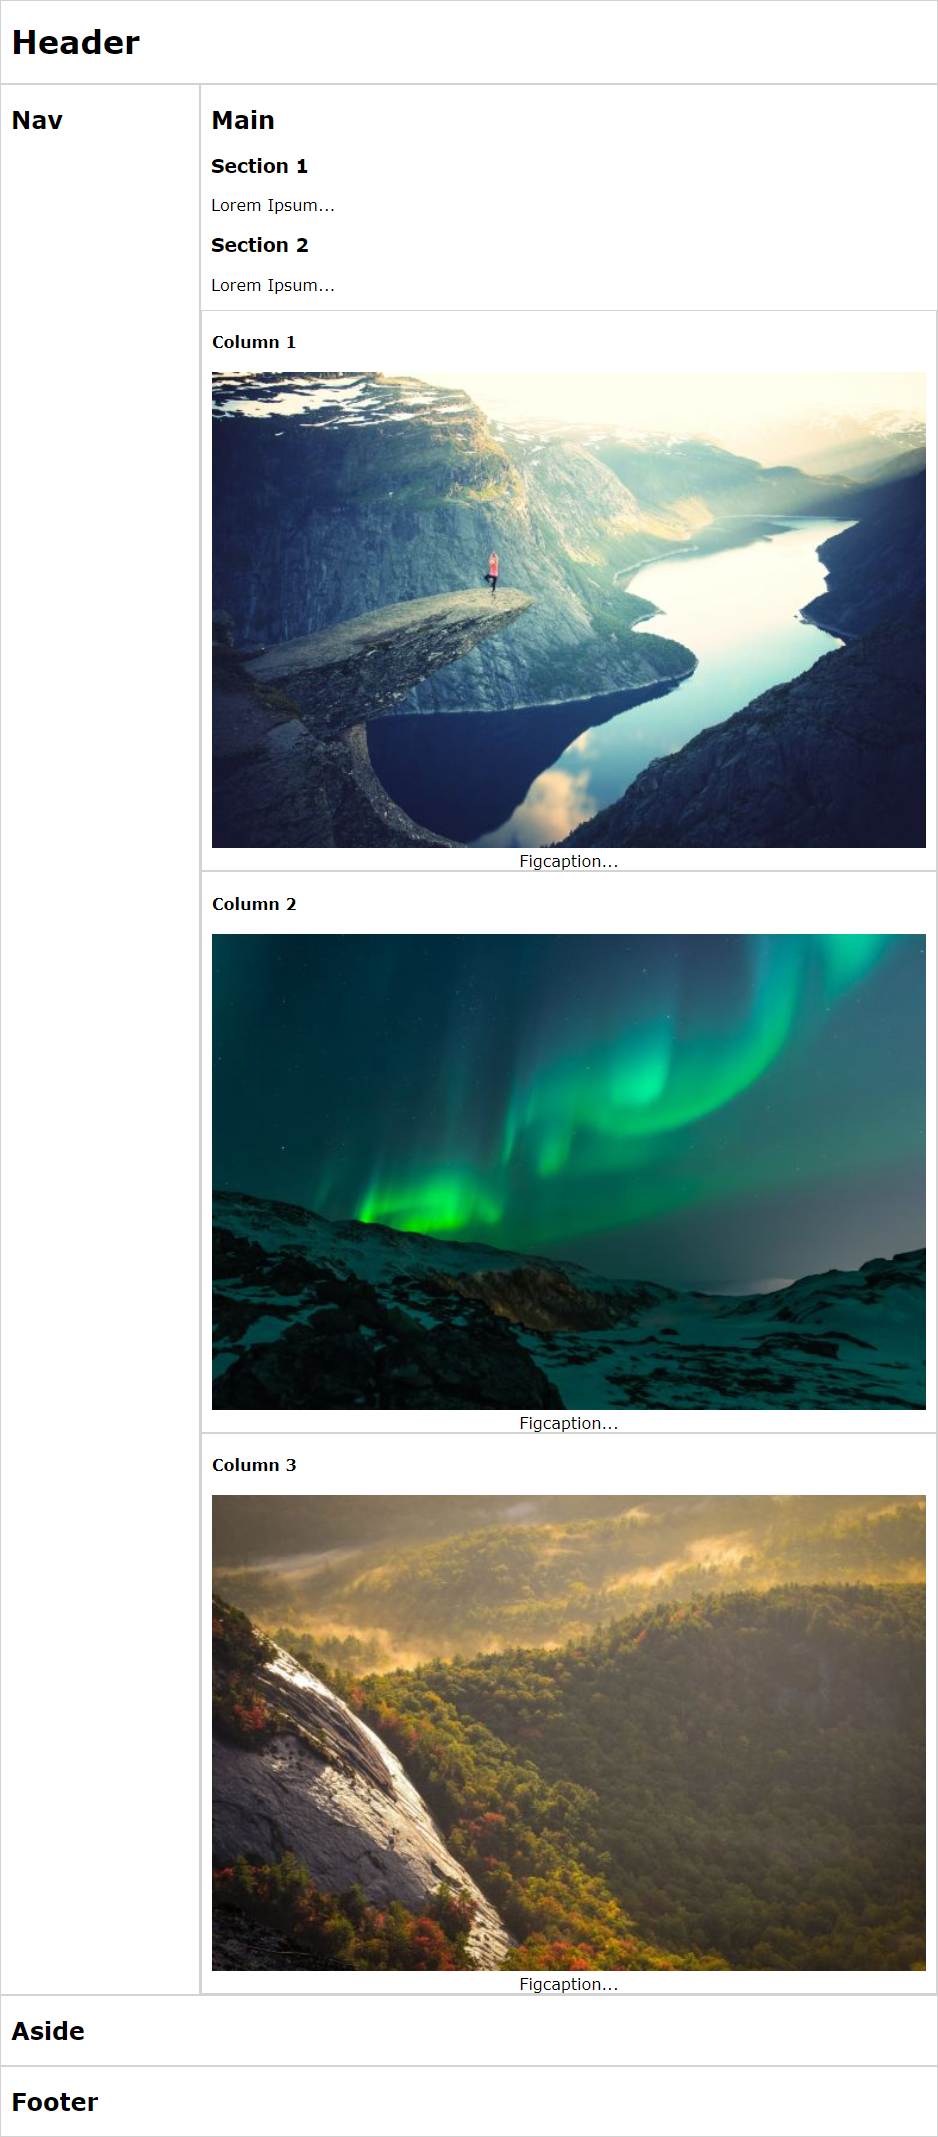 Header
Nav
Main
Section 1
Lorem Ipsum...
Section 2
Lorem Ipsum...
Column 1
Figcaption...
Column 2
Figcaption...
Column 3
Figcaption...
Aside
Footer